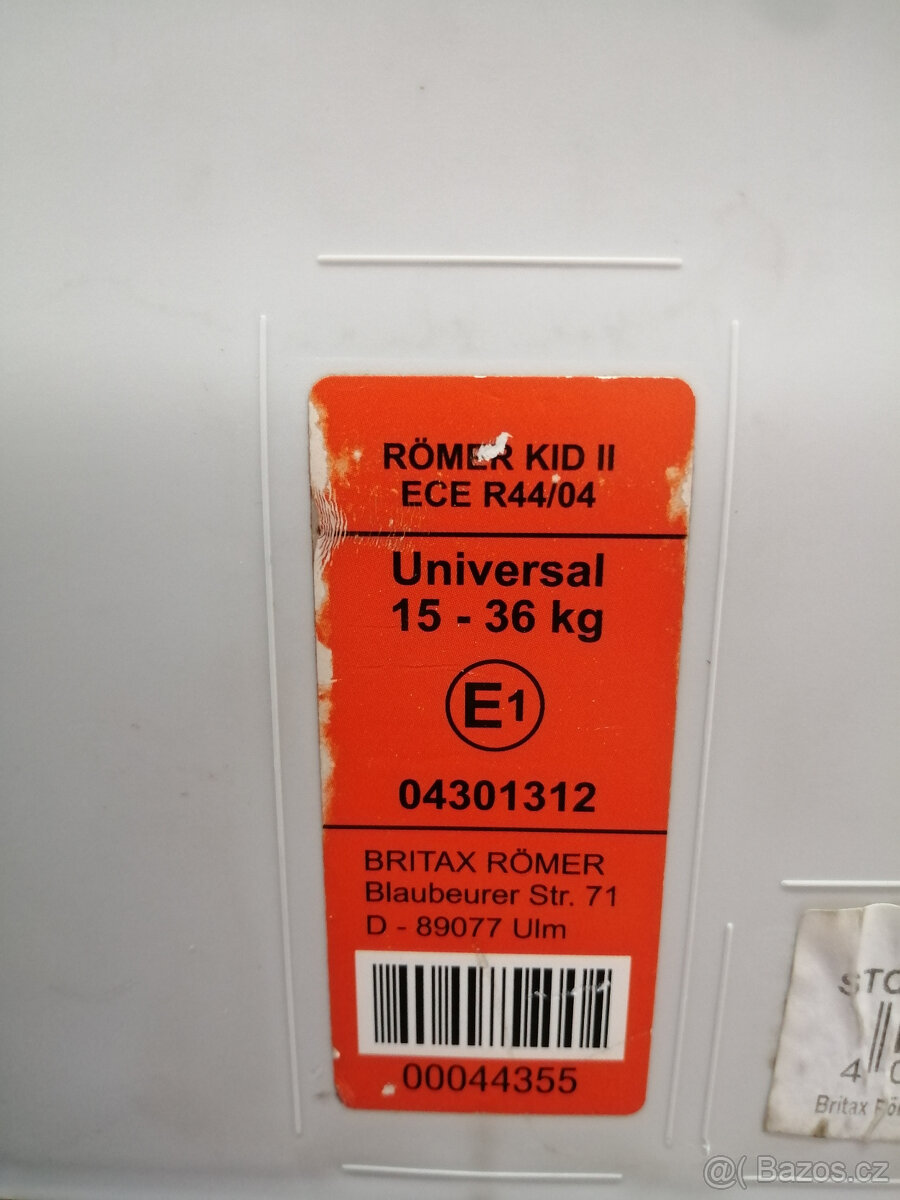 RÖMER KID II
ECE R44/04
Universal
15 - 36 kg
E1
04301312
BRITAX RÖMER
Blaubeurer Str. 71
D - 89077 Ulm
00044355
4
Britax
@( Bazos.cz